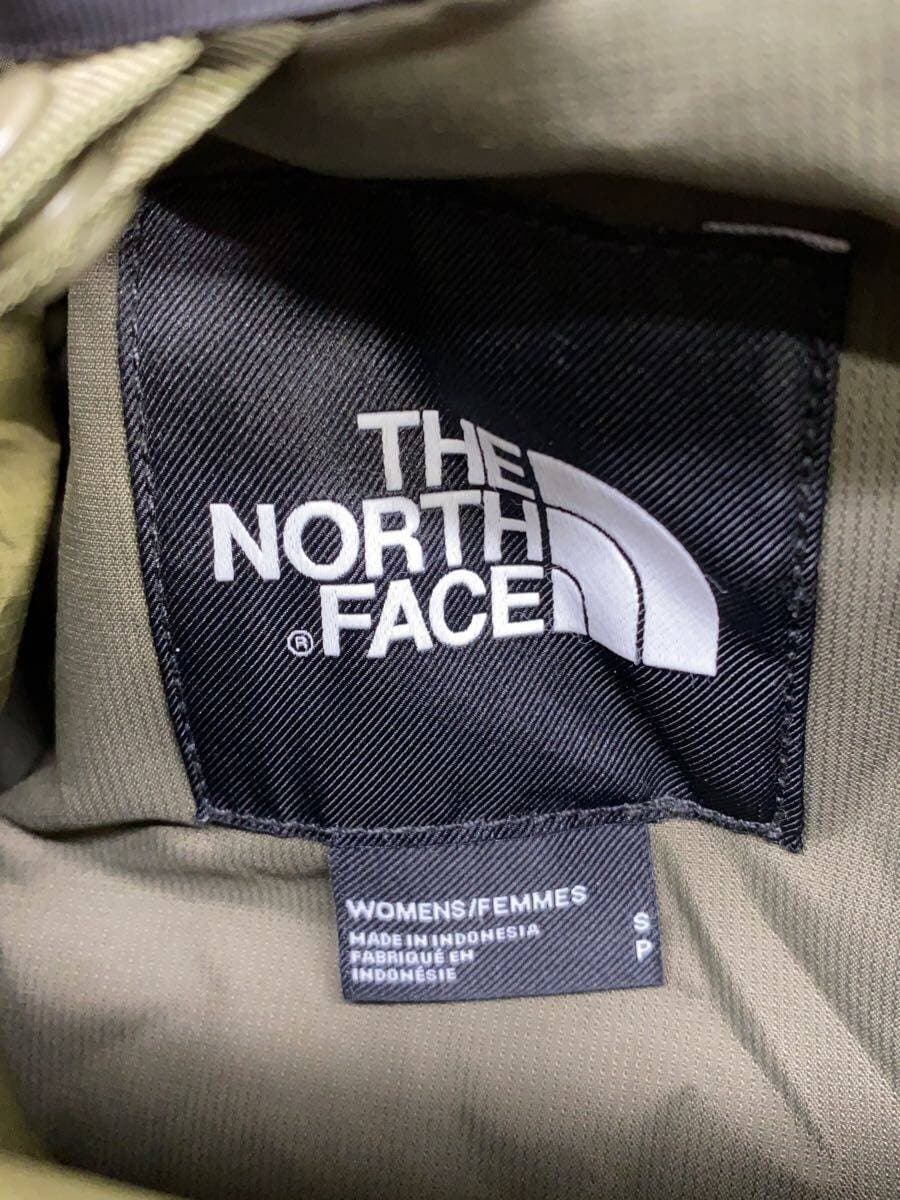 THE
NORTH
® FACE
WOMENS/FEMMES
MADE IN INDONESIA
FABRIQUÉ EN
INDONÉSIE
S
P